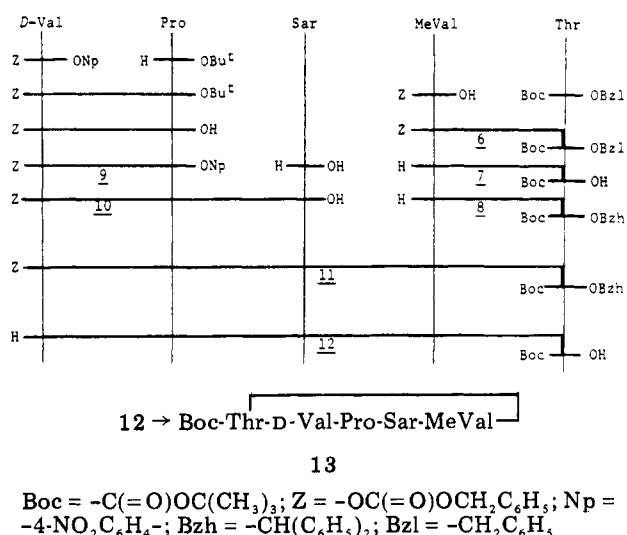 D-Val Pro Sar MeVal Thr
Z ONp H OBuᵗ
Z OBuᵗ Z OH Boc OBzl
Z OH Z 6 Boc OBzl
Z 9 ONp H OH H 7 Boc OH
Z 10 OH H 8 Boc OBzh
Z 11 Boc OBzh
H 12 Boc OH
12 → Boc-Thr-D-Val-Pro-Sar-MeVal
13
Boc = -C(=O)OC(CH₃)₃; Z = -OC(=O)OCH₂C₆H₅; Np =
-4-NO₂C₆H₄-; Bzh = -CH(C₆H₅)₂; Bzl = -CH₂C₆H₅